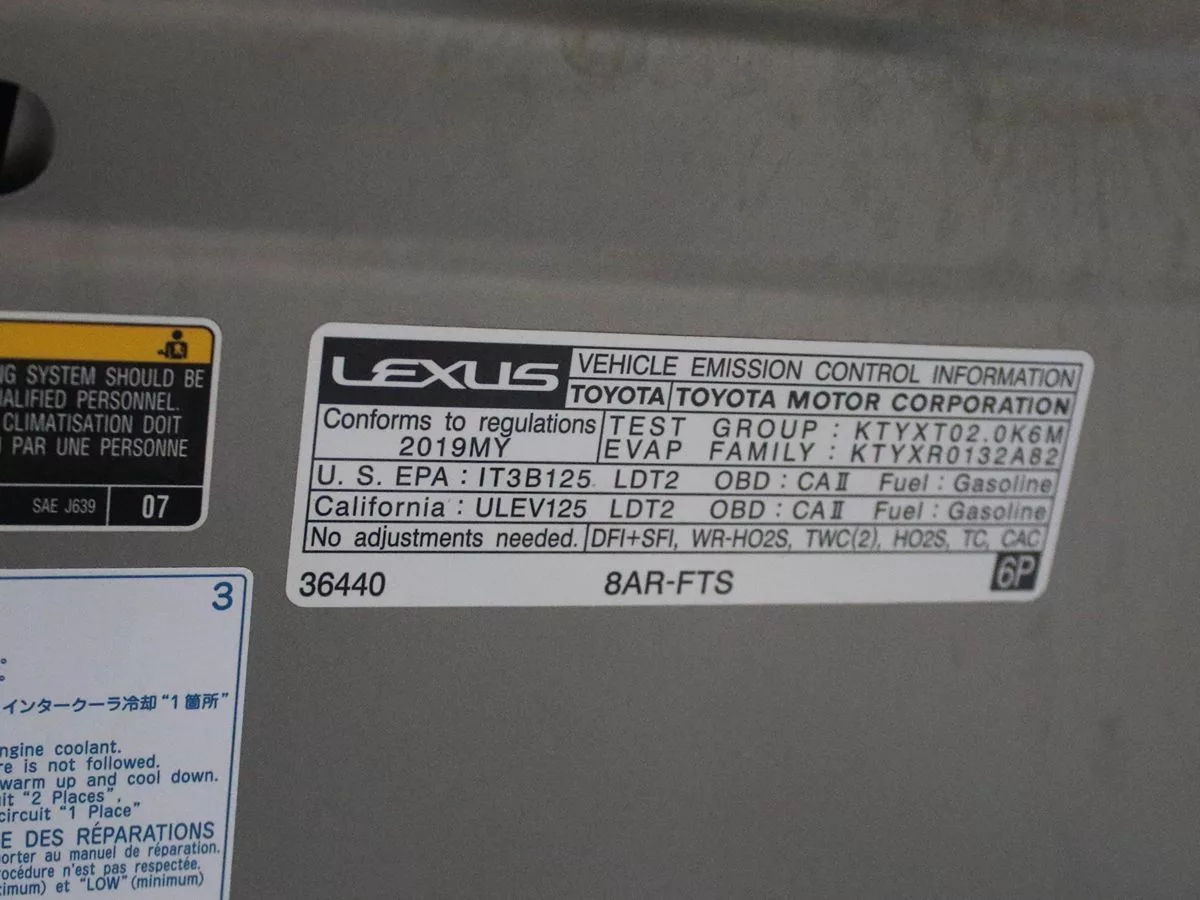 NG SYSTEM SHOULD BE
ALIFIED PERSONNEL.
CLIMATISATION DOIT
PAR UNE PERSONNE
SAE J639 07
LEXUS VEHICLE EMISSION CONTROL INFORMATION
TOYOTA TOYOTA MOTOR CORPORATION
Conforms to regulations
2019MY
TEST GROUP : KTYXT02.0K6M
EVAP FAMILY : KTYXR0132A82
U. S. EPA : IT3B125 LDT2 OBD : CAⅡ Fuel : Gasoline
California : ULEV125 LDT2 OBD : CAⅡ Fuel : Gasoline
No adjustments needed. DFI+SFI, WR-HO2S, TWC(2), HO2S, TC, CAC
36440 8AR-FTS 6P
3
。
。
インタークーラ冷却“1箇所”
ngine coolant.
re is not followed.
warm up and cool down.
it “2 Places”,
circuit “1 Place”
E DES RÉPARATIONS
orter au manuel de réparation.
rocédure n'est pas respectée.
ximum) et “LOW” (minimum)